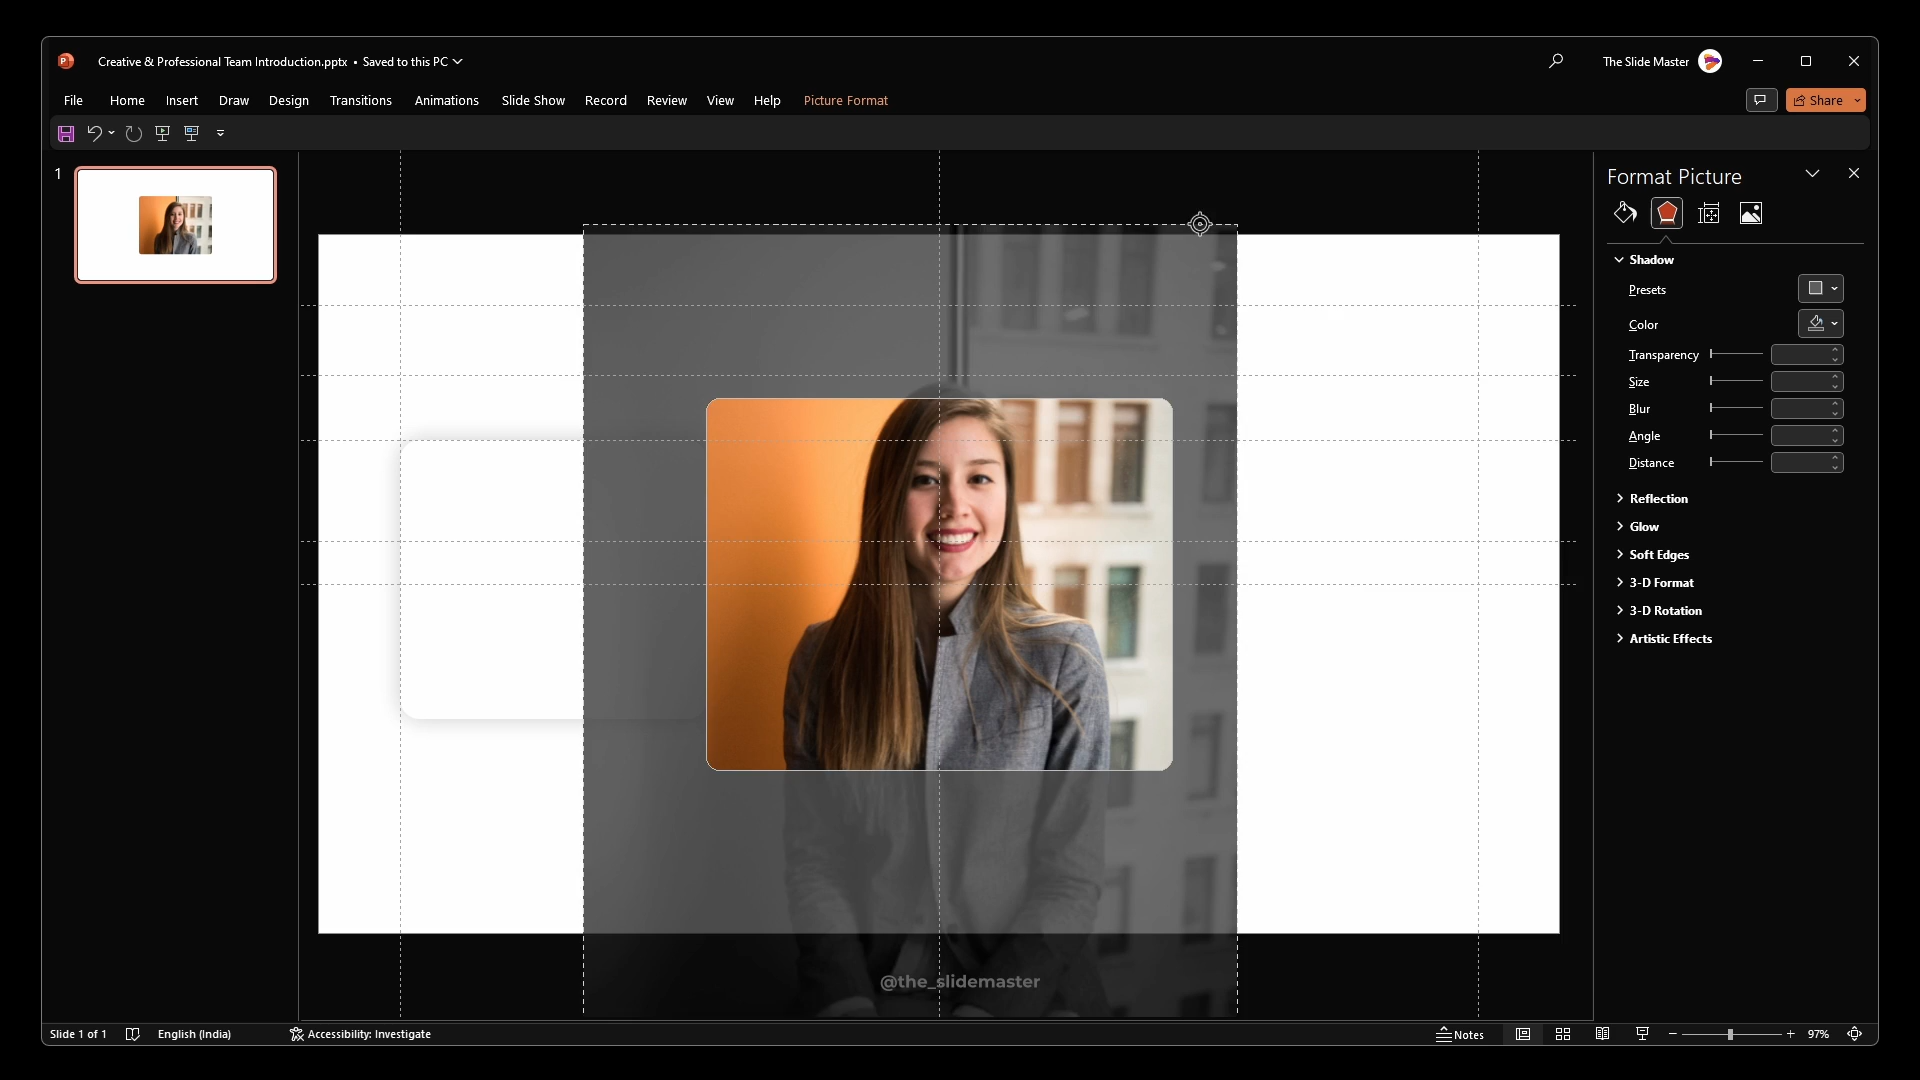 Creative & Professional Team Introduction.pptx • Saved to this PC
The Slide Master
File Home Insert Draw Design Transitions Animations Slide Show Record Review View Help Picture Format
Share
1
Format Picture
Shadow
Presets
Color
Transparency
Size
Blur
Angle
Distance
Reflection
Glow
Soft Edges
3-D Format
3-D Rotation
Artistic Effects
@the_slidemaster
Slide 1 of 1 English (India) Accessibility: Investigate Notes 97%